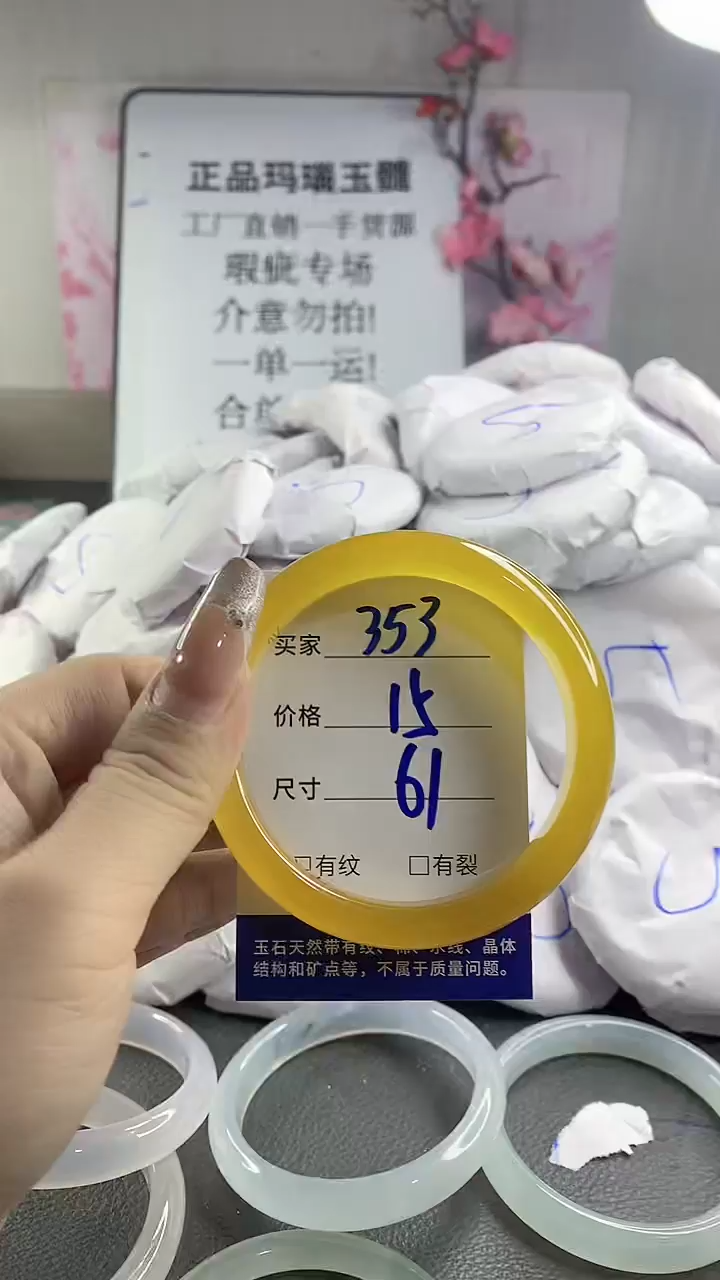 正品玛瑙玉髓
工厂直销一手货源
瑕疵专场
介意勿拍!
一单一运!
合
买家 353
价格 15
尺寸 61
□有纹 □有裂
玉石天然带有纹、棉、水线、晶体
结构和矿点等，不属于质量问题。